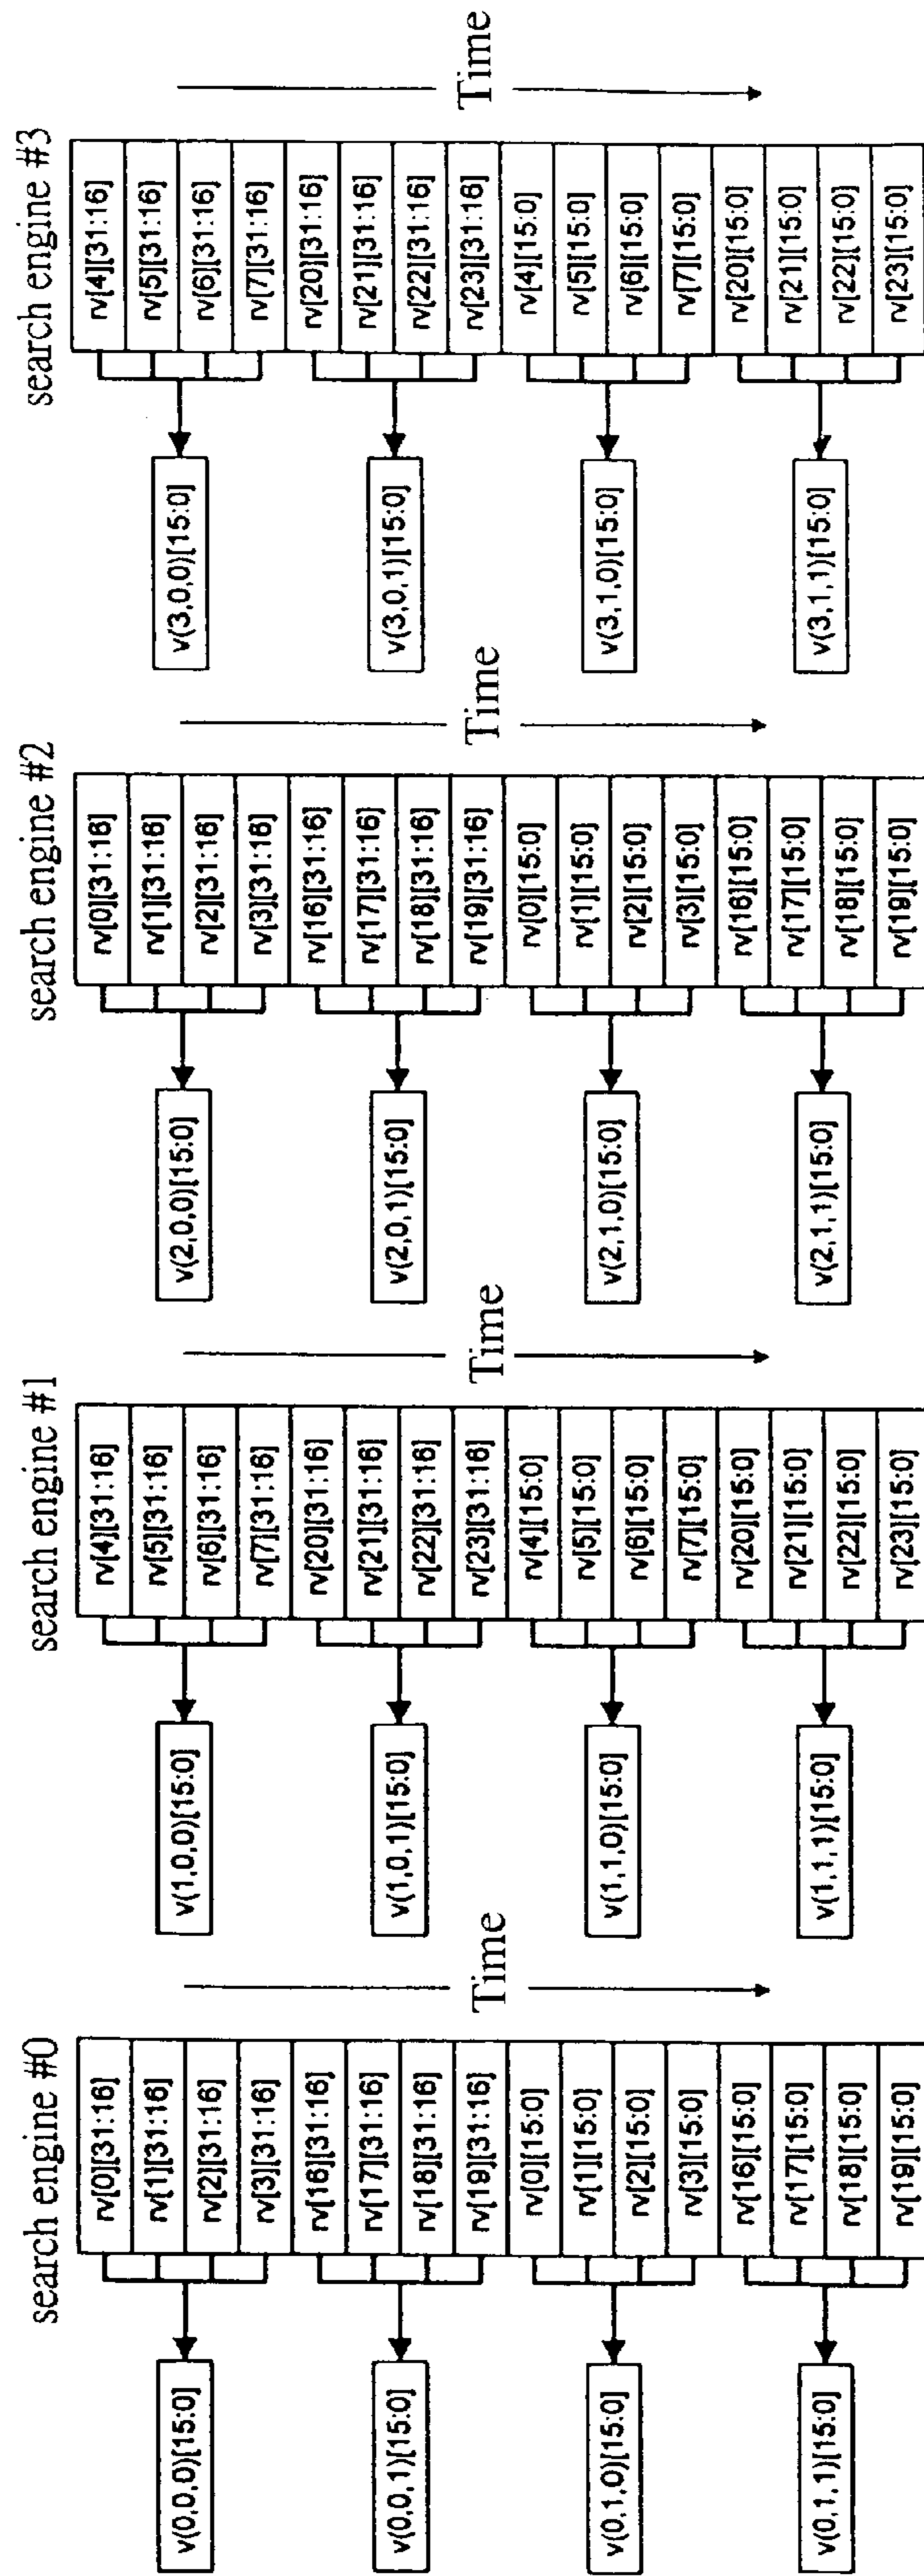 search engine #0
rv[0][31:16]
rv[1][31:16]
rv[2][31:16]
rv[3][31:16]
rv[16][31:16]
rv[17][31:16]
rv[18][31:16]
rv[19][31:16]
rv[0][15:0]
rv[1][15:0]
rv[2][15:0]
rv[3][15:0]
rv[16][15:0]
rv[17][15:0]
rv[18][15:0]
rv[19][15:0]
v(0,0,0)[15:0]
v(0,0,1)[15:0]
v(0,1,0)[15:0]
v(0,1,1)[15:0]
Time
search engine #1
rv[4][31:16]
rv[5][31:16]
rv[6][31:16]
rv[7][31:16]
rv[20][31:16]
rv[21][31:16]
rv[22][31:16]
rv[23][31:16]
rv[4][15:0]
rv[5][15:0]
rv[6][15:0]
rv[7][15:0]
rv[20][15:0]
rv[21][15:0]
rv[22][15:0]
rv[23][15:0]
v(1,0,0)[15:0]
v(1,0,1)[15:0]
v(1,1,0)[15:0]
v(1,1,1)[15:0]
Time
search engine #2
rv[0][31:16]
rv[1][31:16]
rv[2][31:16]
rv[3][31:16]
rv[16][31:16]
rv[17][31:16]
rv[18][31:16]
rv[19][31:16]
rv[0][15:0]
rv[1][15:0]
rv[2][15:0]
rv[3][15:0]
rv[16][15:0]
rv[17][15:0]
rv[18][15:0]
rv[19][15:0]
v(2,0,0)[15:0]
v(2,0,1)[15:0]
v(2,1,0)[15:0]
v(2,1,1)[15:0]
Time
search engine #3
rv[4][31:16]
rv[5][31:16]
rv[6][31:16]
rv[7][31:16]
rv[20][31:16]
rv[21][31:16]
rv[22][31:16]
rv[23][31:16]
rv[4][15:0]
rv[5][15:0]
rv[6][15:0]
rv[7][15:0]
rv[20][15:0]
rv[21][15:0]
rv[22][15:0]
rv[23][15:0]
v(3,0,0)[15:0]
v(3,0,1)[15:0]
v(3,1,0)[15:0]
v(3,1,1)[15:0]
Time